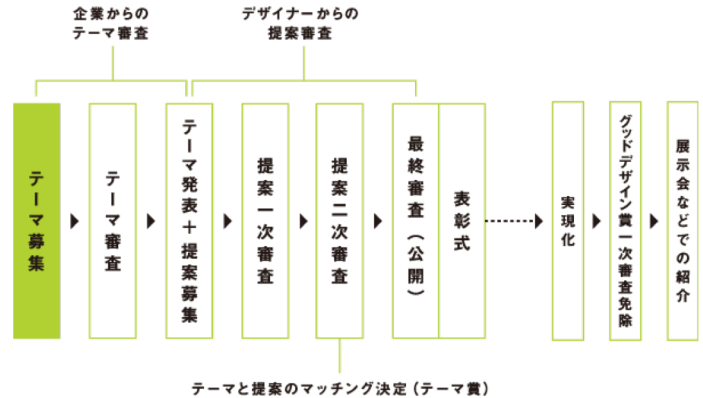 企業からの
テーマ審査
デザイナーからの
提案審査
テーマ募集
テーマ審査
テーマ発表＋提案募集
提案一次審査
提案二次審査
最終審査（公開）
表彰式
実現化
グッドデザイン賞一次審査免除
展示会などでの紹介
テーマと提案のマッチング決定（テーマ賞）